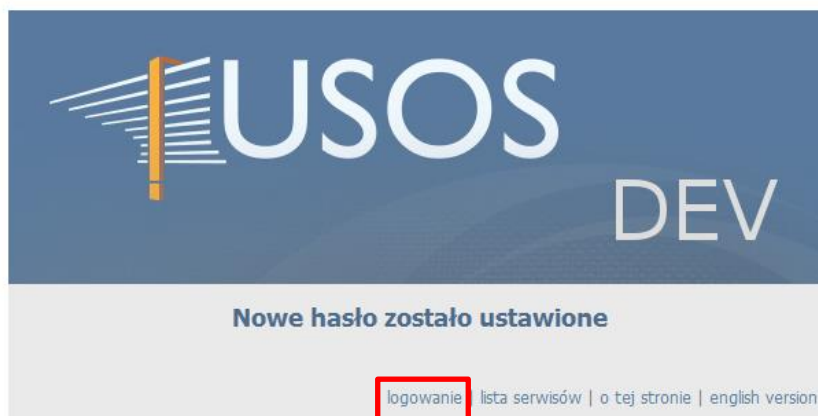 USOS
DEV
Nowe hasło zostało ustawione
logowanie | lista serwisów | o tej stronie | english version